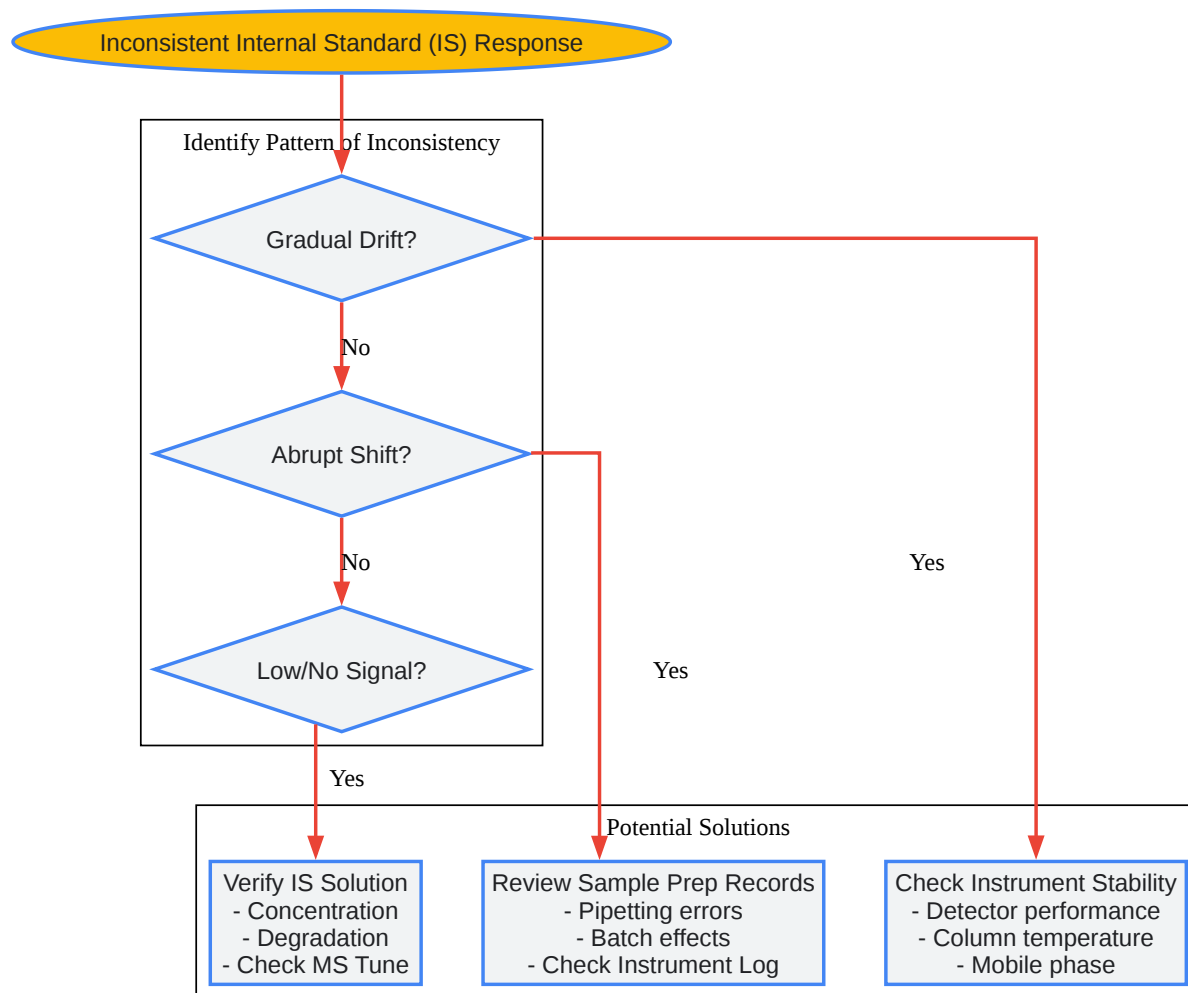 Inconsistent Internal Standard (IS) Response
Identify Pattern of Inconsistency
Gradual Drift?
No
Abrupt Shift?
No
Yes
Low/No Signal?
Yes
Yes
Potential Solutions
Verify IS Solution
- Concentration
- Degradation
- Check MS Tune
Review Sample Prep Records
- Pipetting errors
- Batch effects
- Check Instrument Log
Check Instrument Stability
- Detector performance
- Column temperature
- Mobile phase